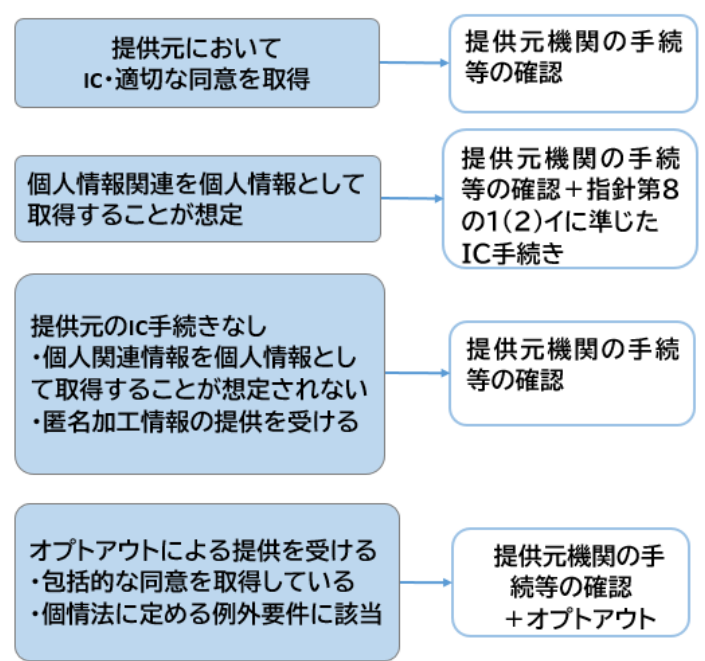 提供元において
IC・適切な同意を取得
提供元機関の手続
等の確認
個人情報関連を個人情報として
取得することが想定
提供元機関の手続
等の確認＋指針第8
の1(2)イに準じた
IC手続き
提供元のIC手続きなし
・個人関連情報を個人情報とし
て取得することが想定されない
・匿名加工情報の提供を受ける
提供元機関の手続
等の確認
オプトアウトによる提供を受ける
・包括的な同意を取得している
・個情法に定める例外要件に該当
提供元機関の手
続等の確認
＋オプトアウト